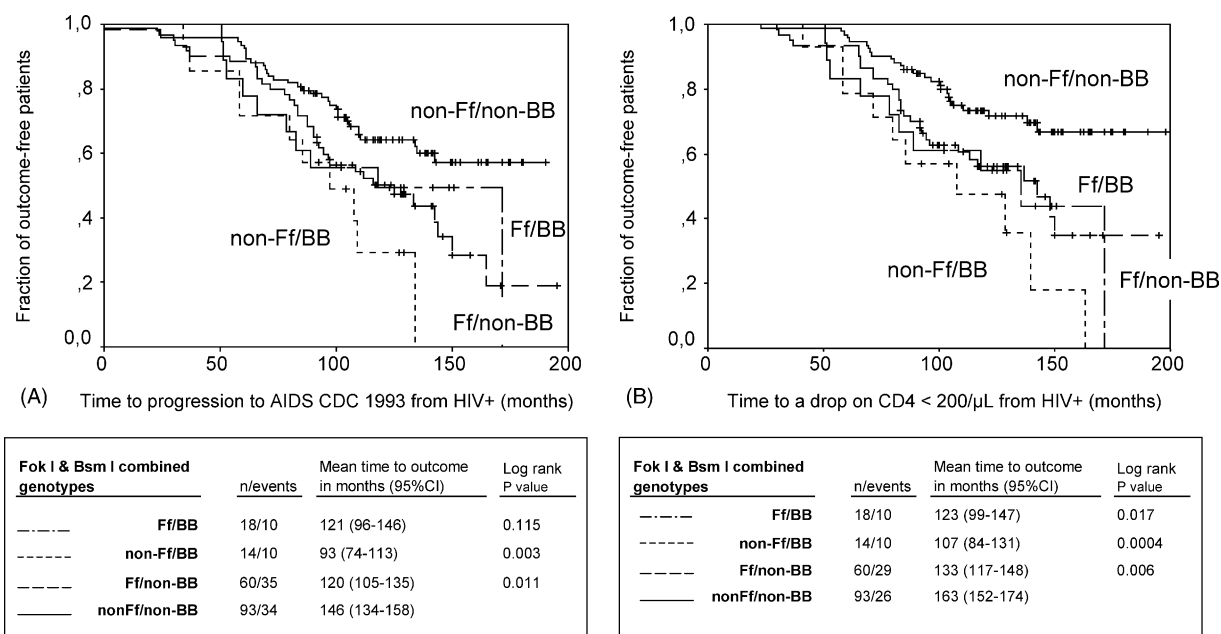 1,0
,8
,6
,4
,2
0,0
Fraction of outcome-free patients
non-Ff/non-BB
non-Ff/BB
Ff/BB
Ff/non-BB
0 50 100 150 200
(A) Time to progression to AIDS CDC 1993 from HIV+ (months)
1,0
,8
,6
,4
,2
0,0
Fraction of outcome-free patients
non-Ff/non-BB
Ff/BB
non-Ff/BB
Ff/non-BB
0 50 100 150 200
(B) Time to a drop on CD4 < 200/µL from HIV+ (months)
Fok I & Bsm I combined Mean time to outcome Log rank
genotypes n/events in months (95%CI) P value
Ff/BB 18/10 121 (96-146) 0.115
non-Ff/BB 14/10 93 (74-113) 0.003
Ff/non-BB 60/35 120 (105-135) 0.011
nonFf/non-BB 93/34 146 (134-158)
Fok I & Bsm I combined Mean time to outcome Log rank
genotypes n/events in months (95%CI) P value
Ff/BB 18/10 123 (99-147) 0.017
non-Ff/BB 14/10 107 (84-131) 0.0004
Ff/non-BB 60/29 133 (117-148) 0.006
nonFf/non-BB 93/26 163 (152-174)